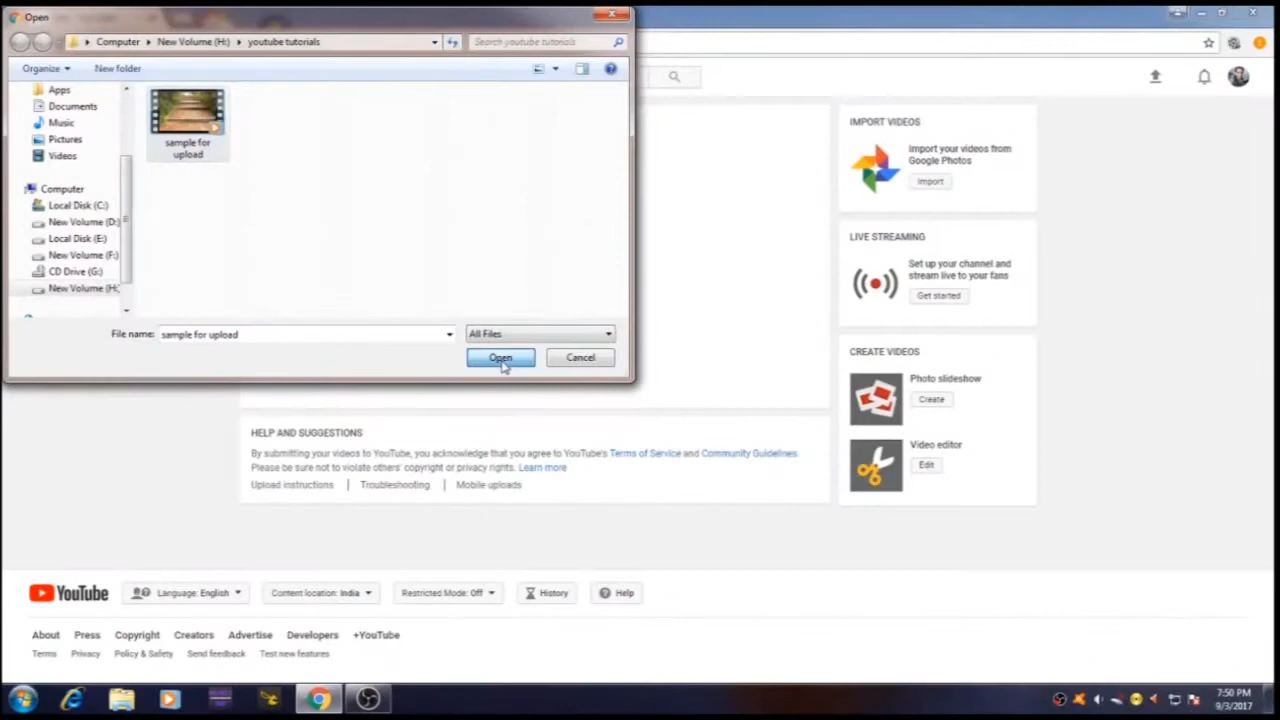 Open
Computer
New Volume (H:)
youtube tutorials
Search youtube tutorials
Organize
New folder
Apps
Documents
Music
Pictures
Videos
Computer
Local Disk (C:)
New Volume (D:
Local Disk (E:)
New Volume (F:)
CD Drive (G:)
New Volume (H:
sample for
upload
File name:
sample for upload
All Files
Open
Cancel
IMPORT VIDEOS
Import your videos from
Google Photos
Import
LIVE STREAMING
Set up your channel and
stream live to your fans
Get started
CREATE VIDEOS
Photo slideshow
Create
Video editor
Edit
HELP AND SUGGESTIONS
By submitting your videos to YouTube, you acknowledge that you agree to YouTube's Terms of Service and Community Guidelines.
Please be sure not to violate others' copyright or privacy rights. Learn more
Upload instructions | Troubleshooting | Mobile uploads
YouTube
Language: English
Content location: India
Restricted Mode: Off
History
Help
About Press Copyright Creators Advertise Developers +YouTube
Terms Privacy Policy & Safety Send feedback Test new features
7:50 PM
9/3/2017